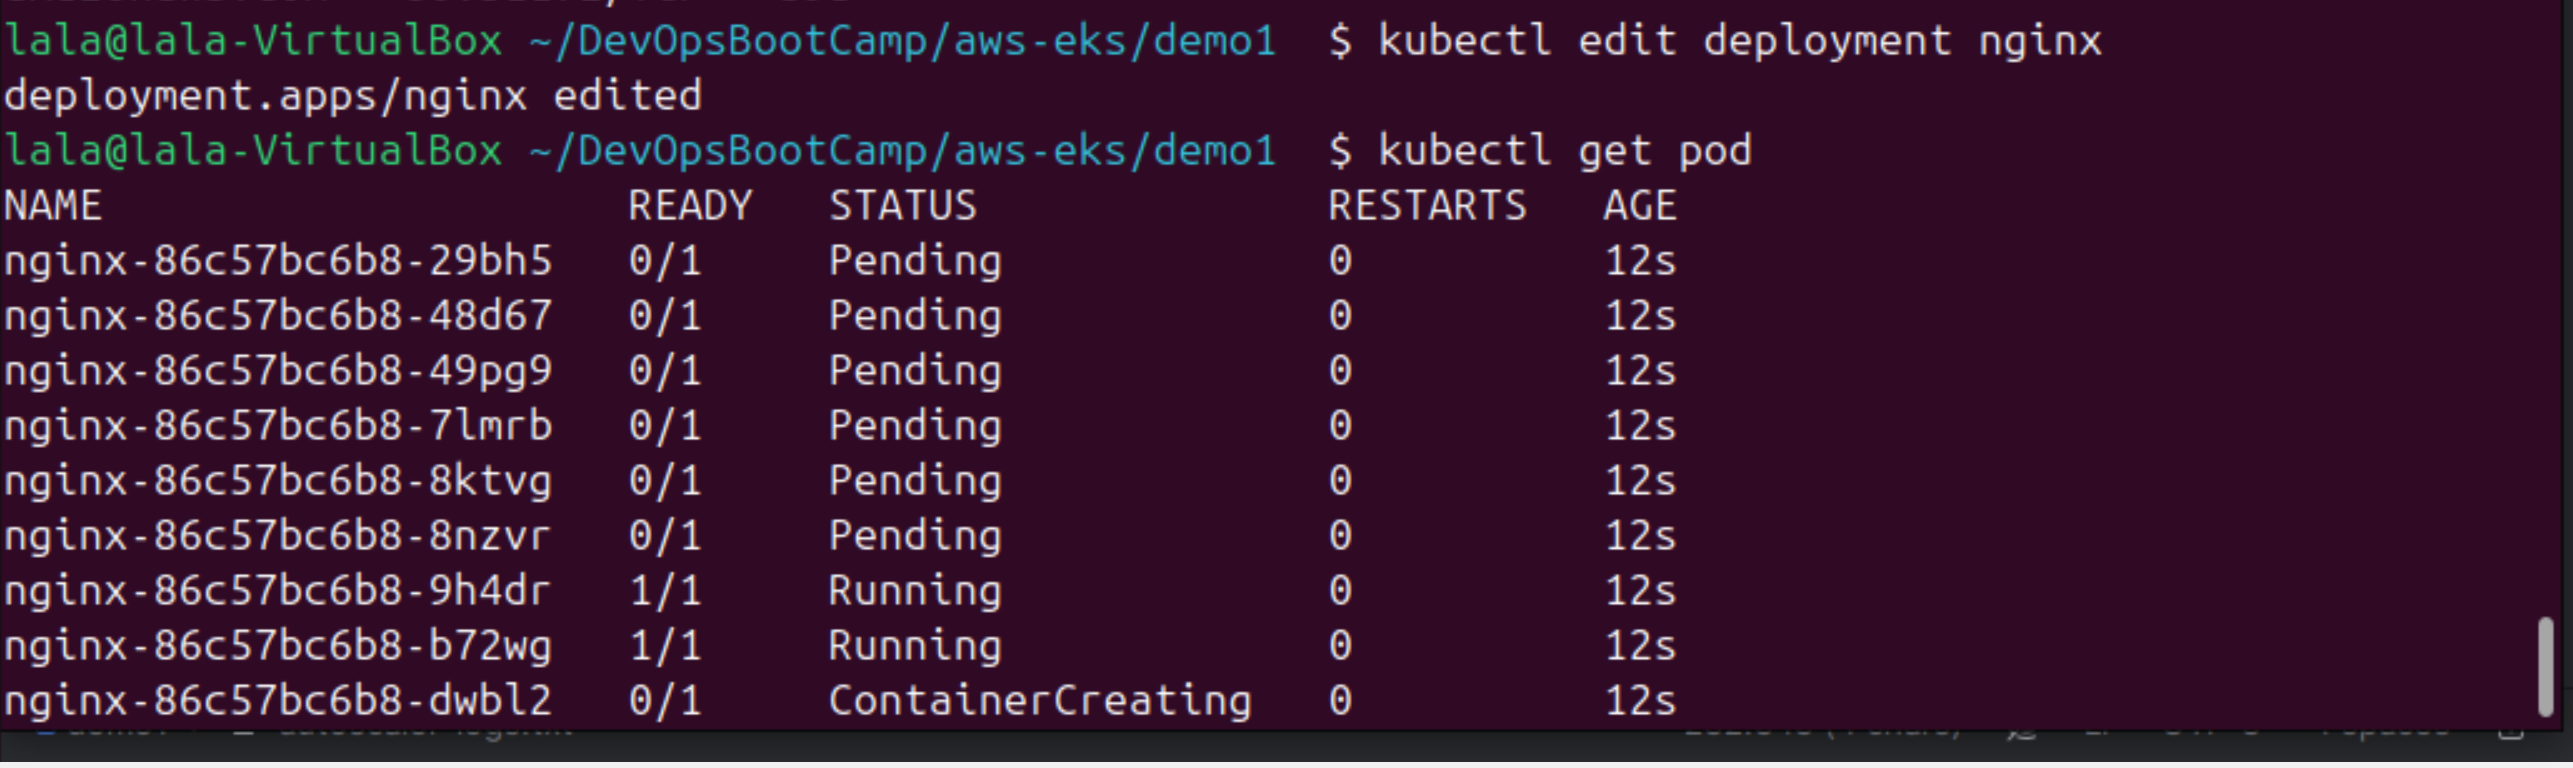 lala@lala-VirtualBox ~/DevOpsBootCamp/aws-eks/demo1  $ kubectl edit deployment nginx
deployment.apps/nginx edited
lala@lala-VirtualBox ~/DevOpsBootCamp/aws-eks/demo1  $ kubectl get pod
NAME                     READY   STATUS              RESTARTS   AGE
nginx-86c57bc6b8-29bh5   0/1     Pending             0          12s
nginx-86c57bc6b8-48d67   0/1     Pending             0          12s
nginx-86c57bc6b8-49pg9   0/1     Pending             0          12s
nginx-86c57bc6b8-7lmrb   0/1     Pending             0          12s
nginx-86c57bc6b8-8ktvg   0/1     Pending             0          12s
nginx-86c57bc6b8-8nzvr   0/1     Pending             0          12s
nginx-86c57bc6b8-9h4dr   1/1     Running             0          12s
nginx-86c57bc6b8-b72wg   1/1     Running             0          12s
nginx-86c57bc6b8-dwbl2   0/1     ContainerCreating   0          12s